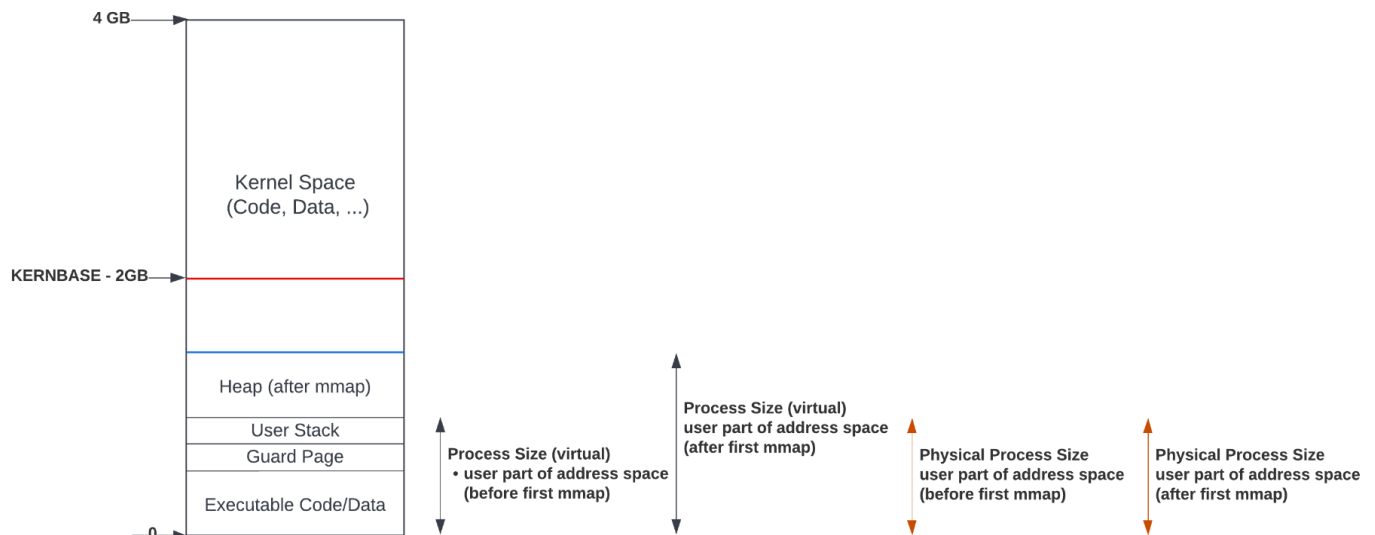 4 GB
Kernel Space
(Code, Data, ...)
KERNBASE - 2GB
Heap (after mmap)
User Stack
Guard Page
Executable Code/Data
0
Process Size (virtual)
• user part of address space
(before first mmap)
Process Size (virtual)
user part of address space
(after first mmap)
Physical Process Size
user part of address space
(before first mmap)
Physical Process Size
user part of address space
(after first mmap)